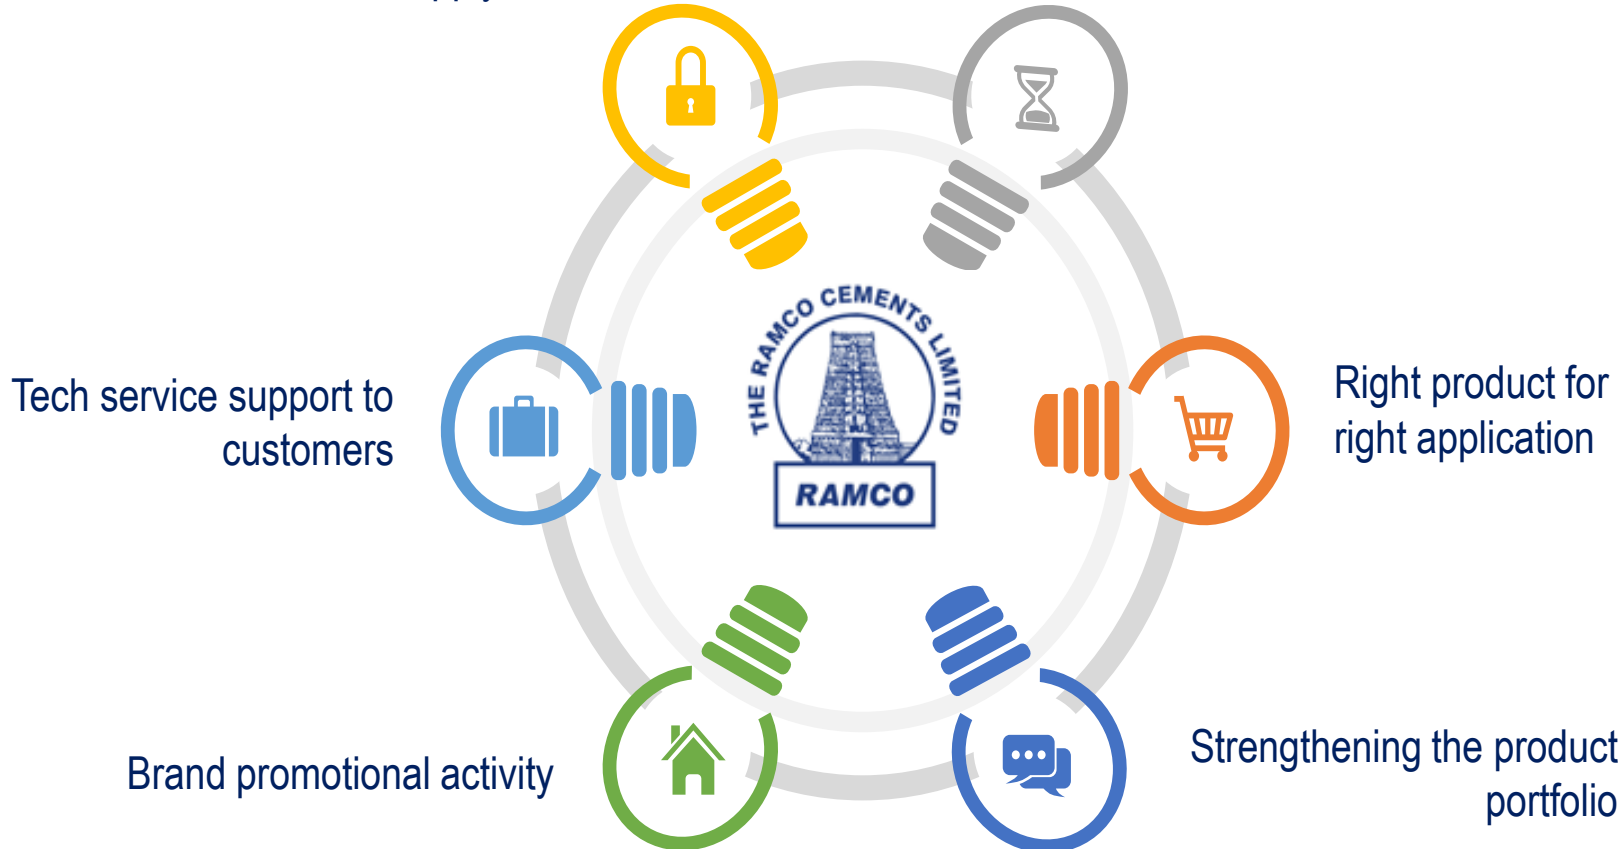 Tech service support to
customers
THE RAMCO CEMENTS LIMITED
RAMCO
Right product for
right application
Brand promotional activity
Strengthening the product
portfolio